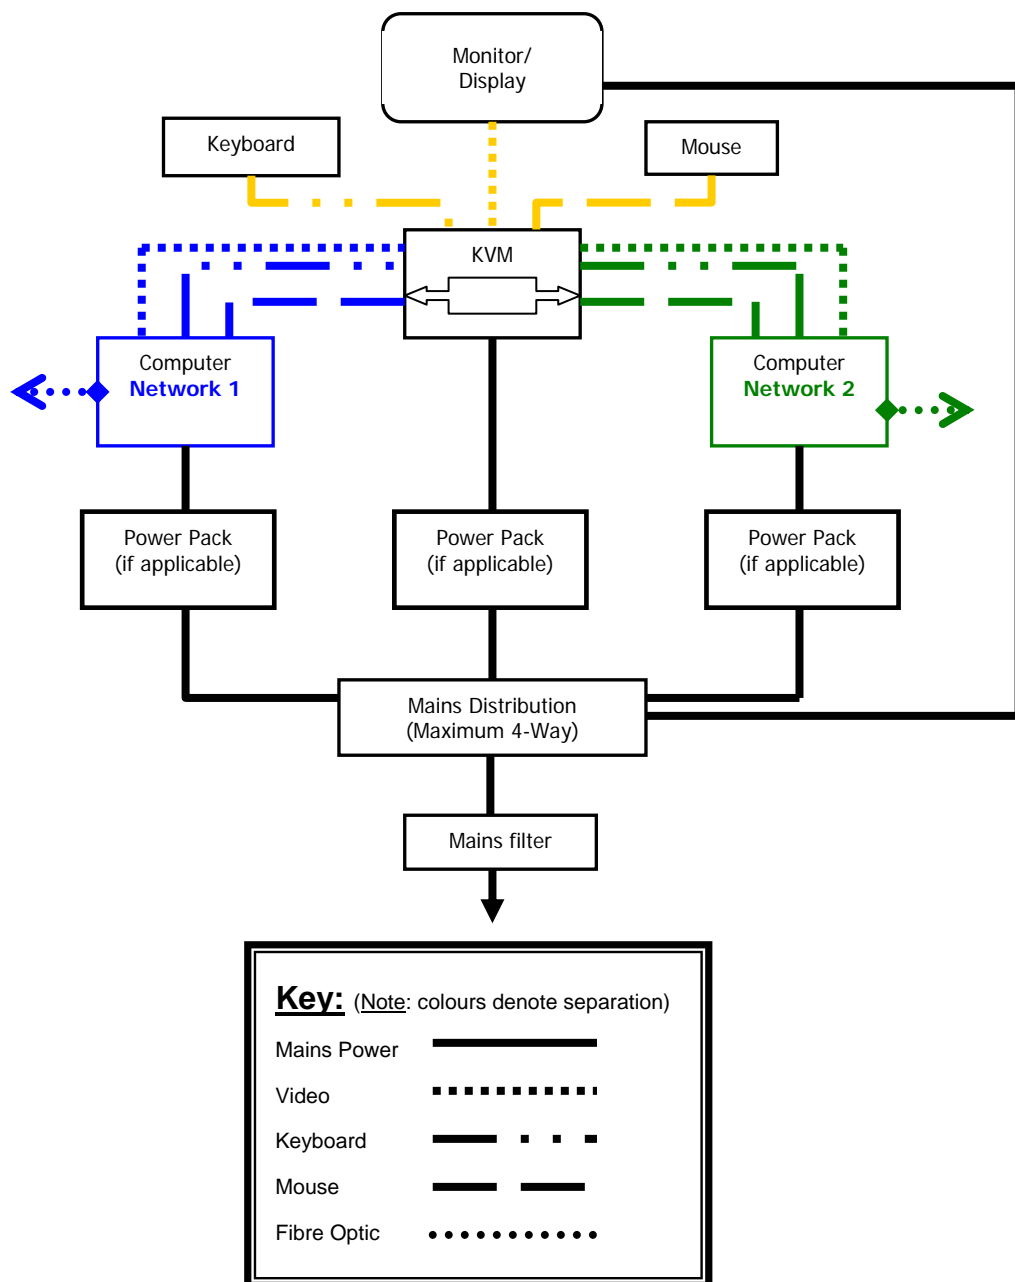 Monitor/
Display
Keyboard
Mouse
KVM
Computer
Network 1
Computer
Network 2
Power Pack
(if applicable)
Power Pack
(if applicable)
Power Pack
(if applicable)
Mains Distribution
(Maximum 4-Way)
Mains filter
Key: (Note: colours denote separation)
Mains Power
Video
Keyboard
Mouse
Fibre Optic